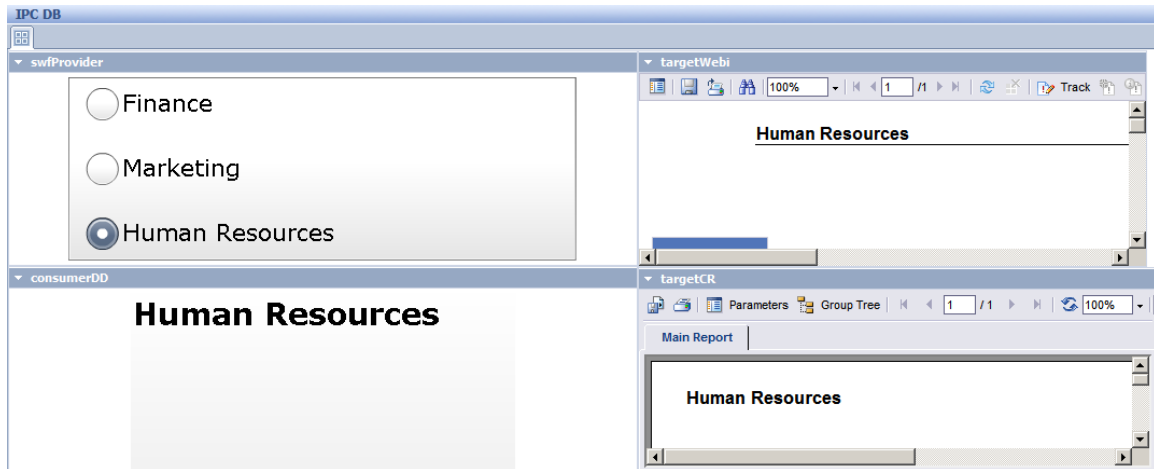 IPC DB
swfProvider
Finance
Marketing
Human Resources
targetWebi
100% 1 /1 Track
Human Resources
consumerDD
Human Resources
targetCR
Parameters Group Tree 1 / 1 100%
Main Report
Human Resources